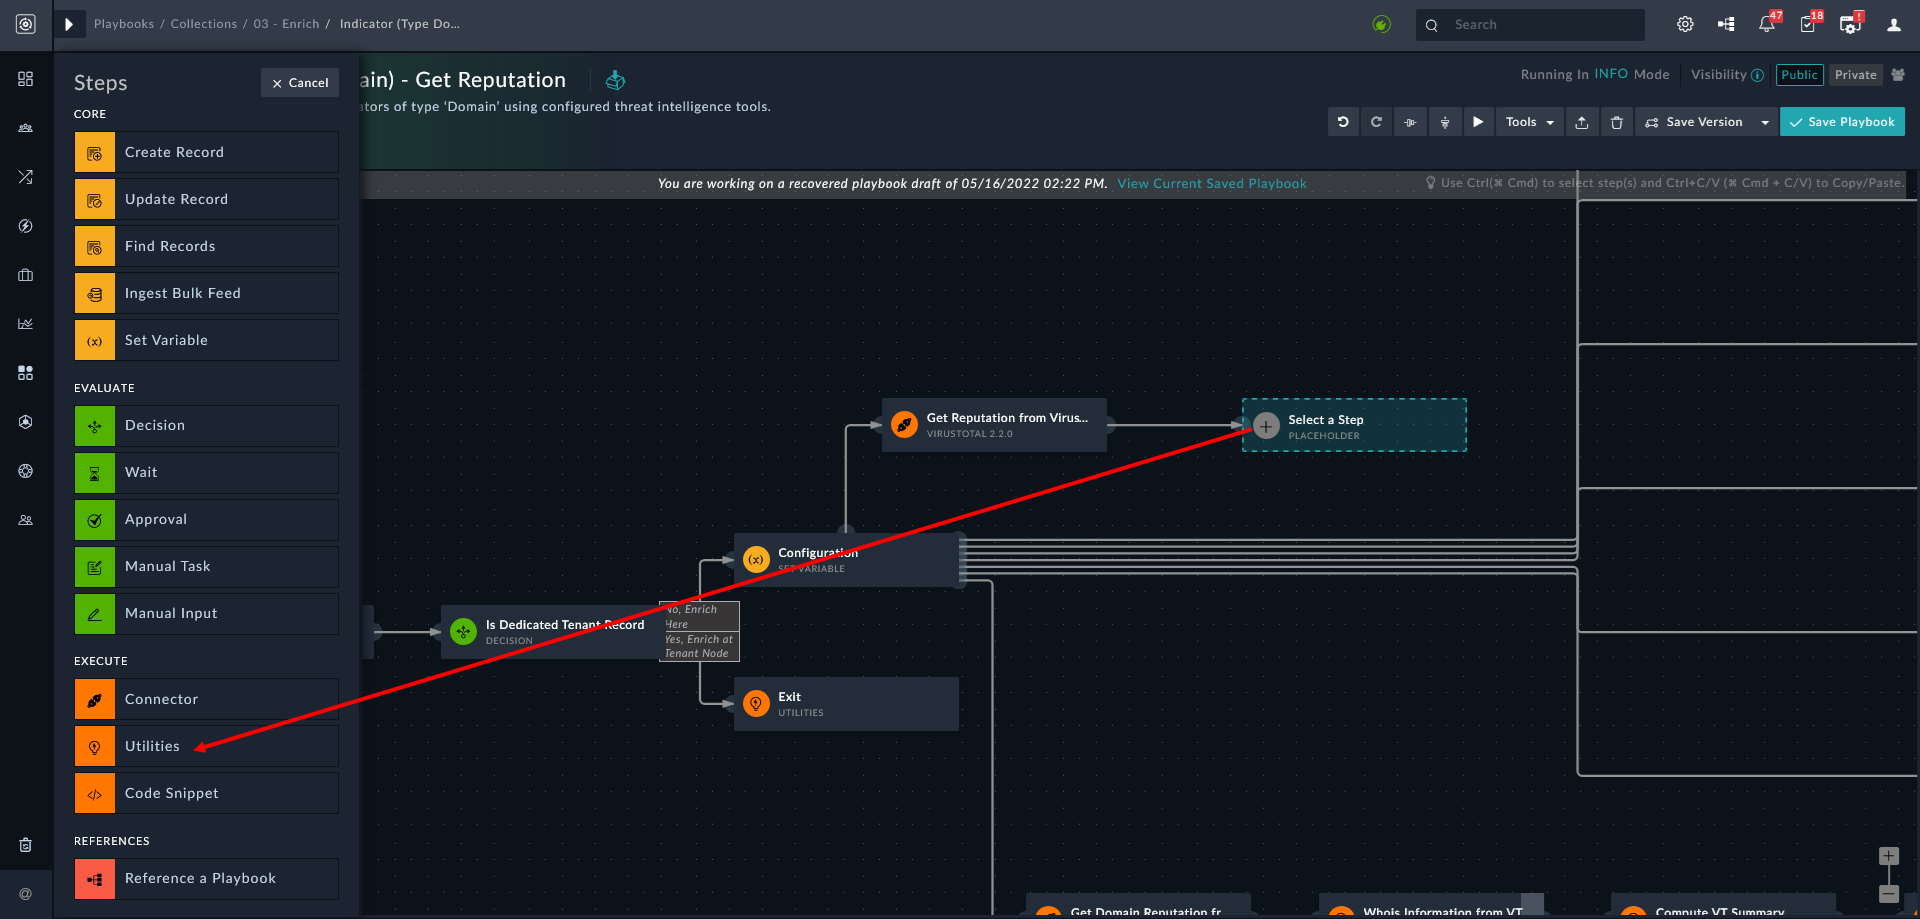 Playbooks / Collections / 03 - Enrich / Indicator (Type Do...
Search
47
18
!
Steps
Cancel
ain) - Get Reputation
ators of type ‘Domain’ using configured threat intelligence tools.
Running In INFO Mode
Visibility
Public
Private
Tools
Save Version
Save Playbook
You are working on a recovered playbook draft of 05/16/2022 02:22 PM. View Current Saved Playbook
Use Ctrl(⌘ Cmd) to select step(s) and Ctrl+C/V (⌘ Cmd + C/V) to Copy/Paste.
CORE
Create Record
Update Record
Find Records
Ingest Bulk Feed
(x) Set Variable
EVALUATE
Decision
Wait
Approval
Manual Task
Manual Input
EXECUTE
Connector
Utilities
</> Code Snippet
REFERENCES
Reference a Playbook
@
Get Reputation from Virus...
VIRUSTOTAL 2.2.0
Select a Step
PLACEHOLDER
(x) Configuration
SET VARIABLE
Is Dedicated Tenant Record
DECISION
No, Enrich
Here
Yes, Enrich at
Tenant Node
Exit
UTILITIES
Get Domain Reputation fr
Whois Information from VT
Compute VT Summary